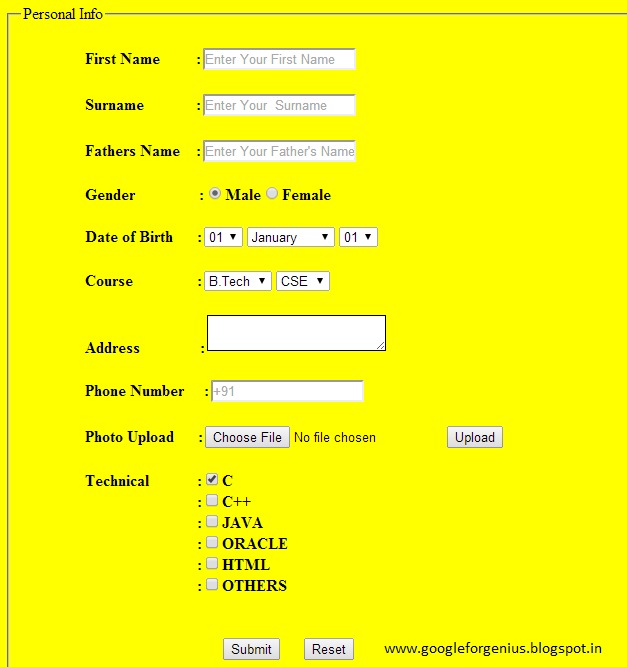 Personal Info
First Name : Enter Your First Name
Surname : Enter Your Surname
Fathers Name : Enter Your Father's Name
Gender : Male Female
Date of Birth : 01 January 01
Course : B.Tech CSE
Address :
Phone Number : +91
Photo Upload : Choose File No file chosen Upload
Technical : C
: C++
: JAVA
: ORACLE
: HTML
: OTHERS
Submit Reset www.googleforgenius.blogspot.in